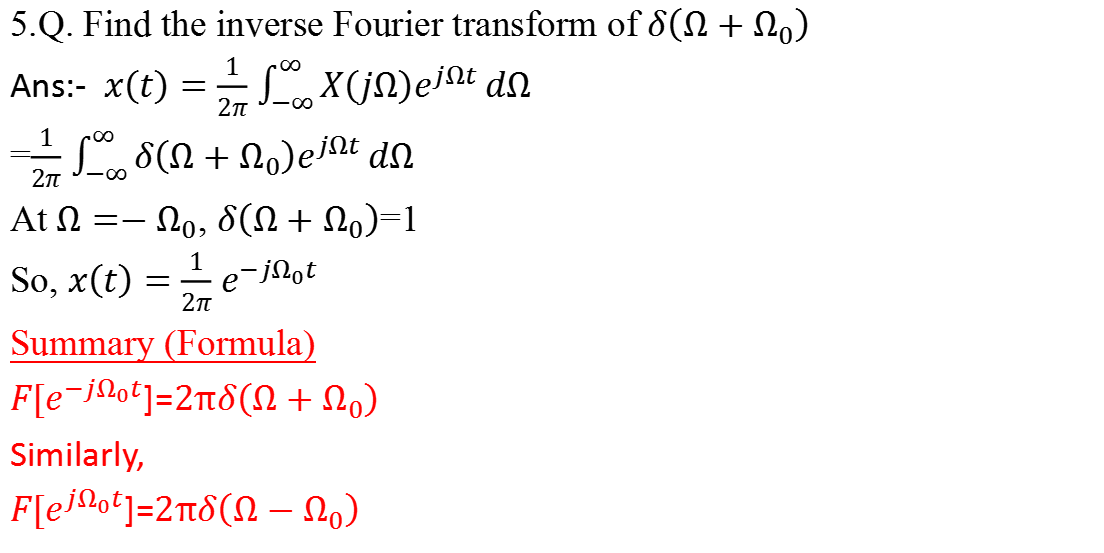 5.Q. Find the inverse Fourier transform of δ(Ω + Ω₀)
Ans:- x(t) = 1/2π ∫_{-∞}^{∞} X(jΩ)e^{jΩt} dΩ
=1/2π ∫_{-∞}^{∞} δ(Ω + Ω₀)e^{jΩt} dΩ
At Ω =− Ω₀, δ(Ω + Ω₀)=1
So, x(t) = 1/2π e^{-jΩ₀t}
Summary (Formula)
F[e^{-jΩ₀t}]=2πδ(Ω + Ω₀)
Similarly,
F[e^{jΩ₀t}]=2πδ(Ω − Ω₀)